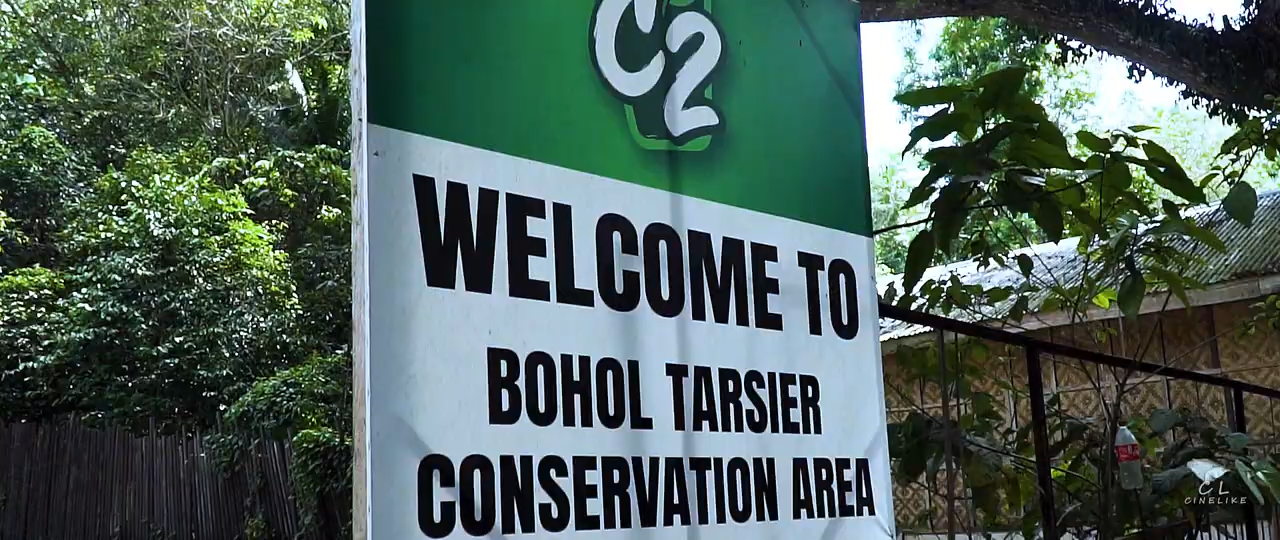 C2
WELCOME TO
BOHOL TARSIER
CONSERVATION AREA
CL
CINELIKE